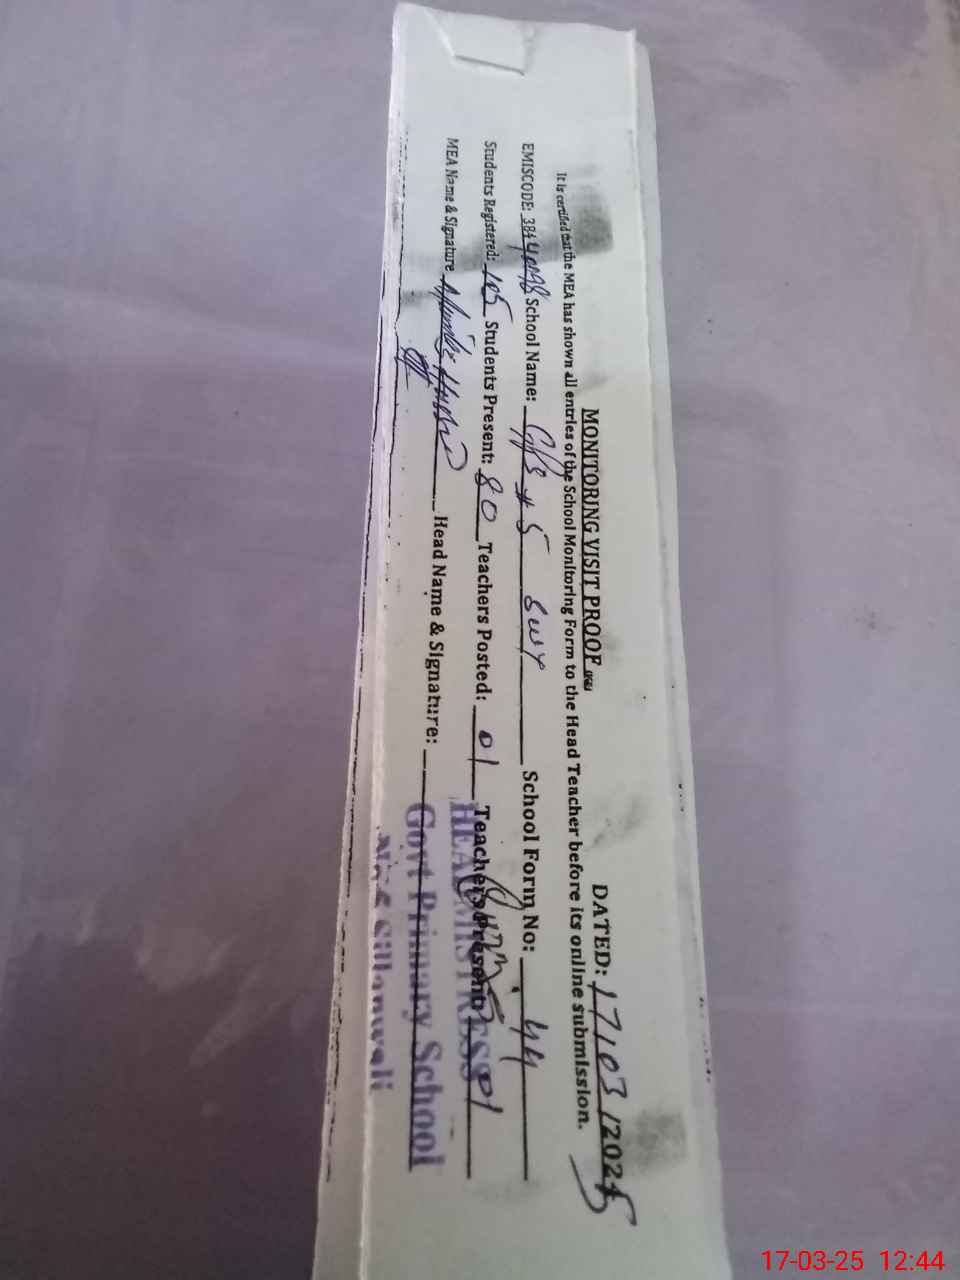 MONITORING VISIT PROOF DATED: 17/03/2025
It is certified that the MEA has shown all entries of the School Monitoring Form to the Head Teacher before its online submission.
EMISCODE: 38440198 School Name: School Form No: 44
Students Registered: 105 Students Present: 80 Teachers Posted: 01 Teachers Present: 01
MEA Name & Signature Head Name & Signature:
HEADMISTRESS
Govt Primary School
Sillanwali
17-03-25 12:44